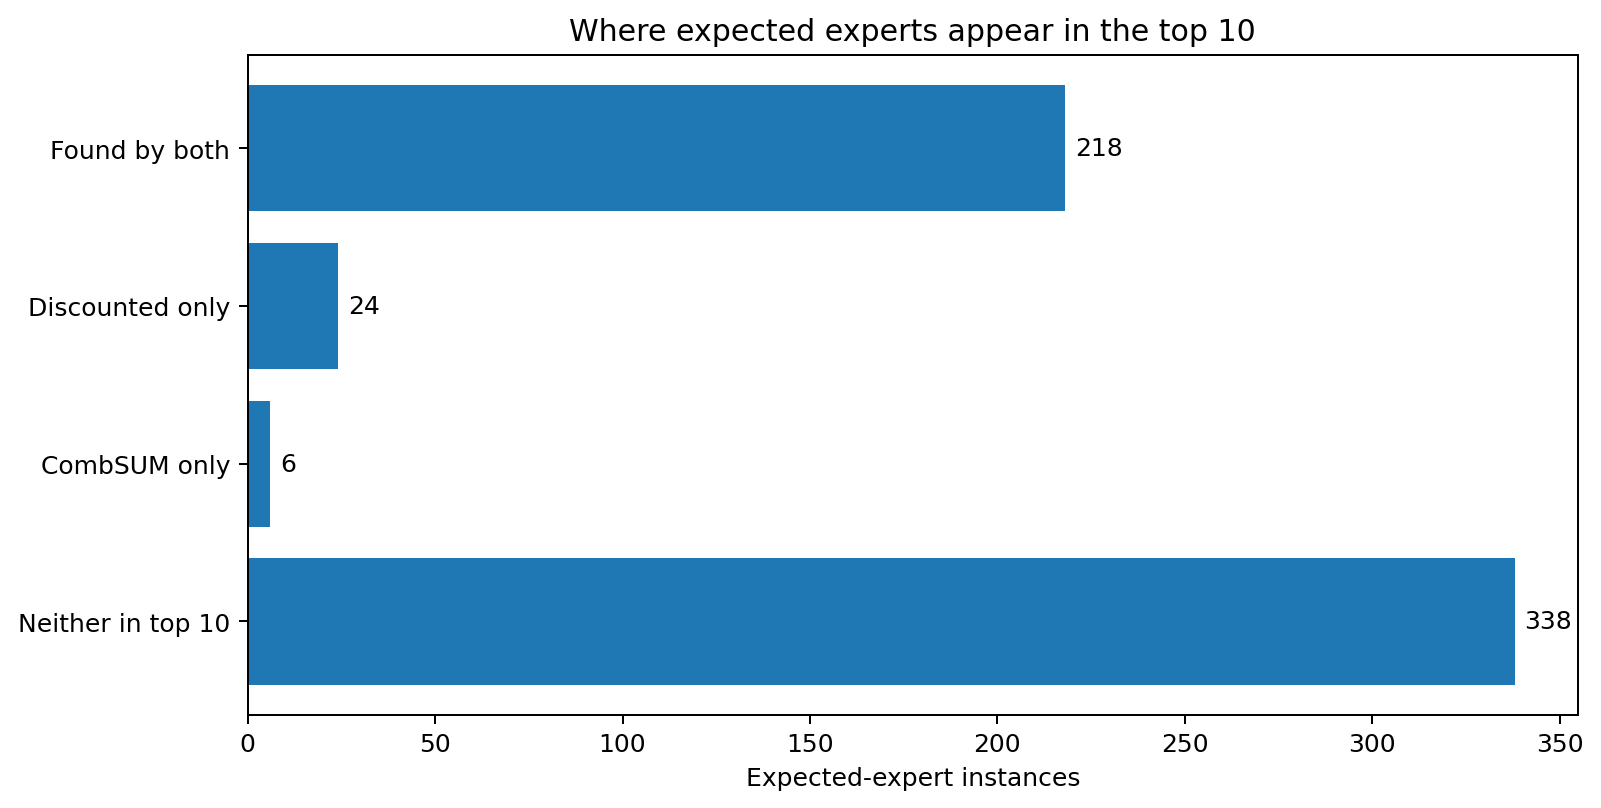 Where expected experts appear in the top 10
Found by both
218
Discounted only
24
CombSUM only
6
Neither in top 10
338
0 50 100 150 200 250 300 350
Expected-expert instances